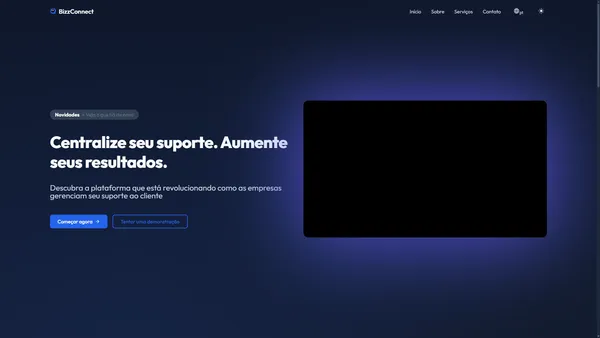 BizzConnect
Início
Sobre
Serviços
Contato
pt
Novidades
Centralize seu suporte. Aumente
seus resultados.
Descubra a plataforma que está revolucionando como as empresas
gerenciam seu suporte ao cliente
Começar agora →
Tentar uma demonstração